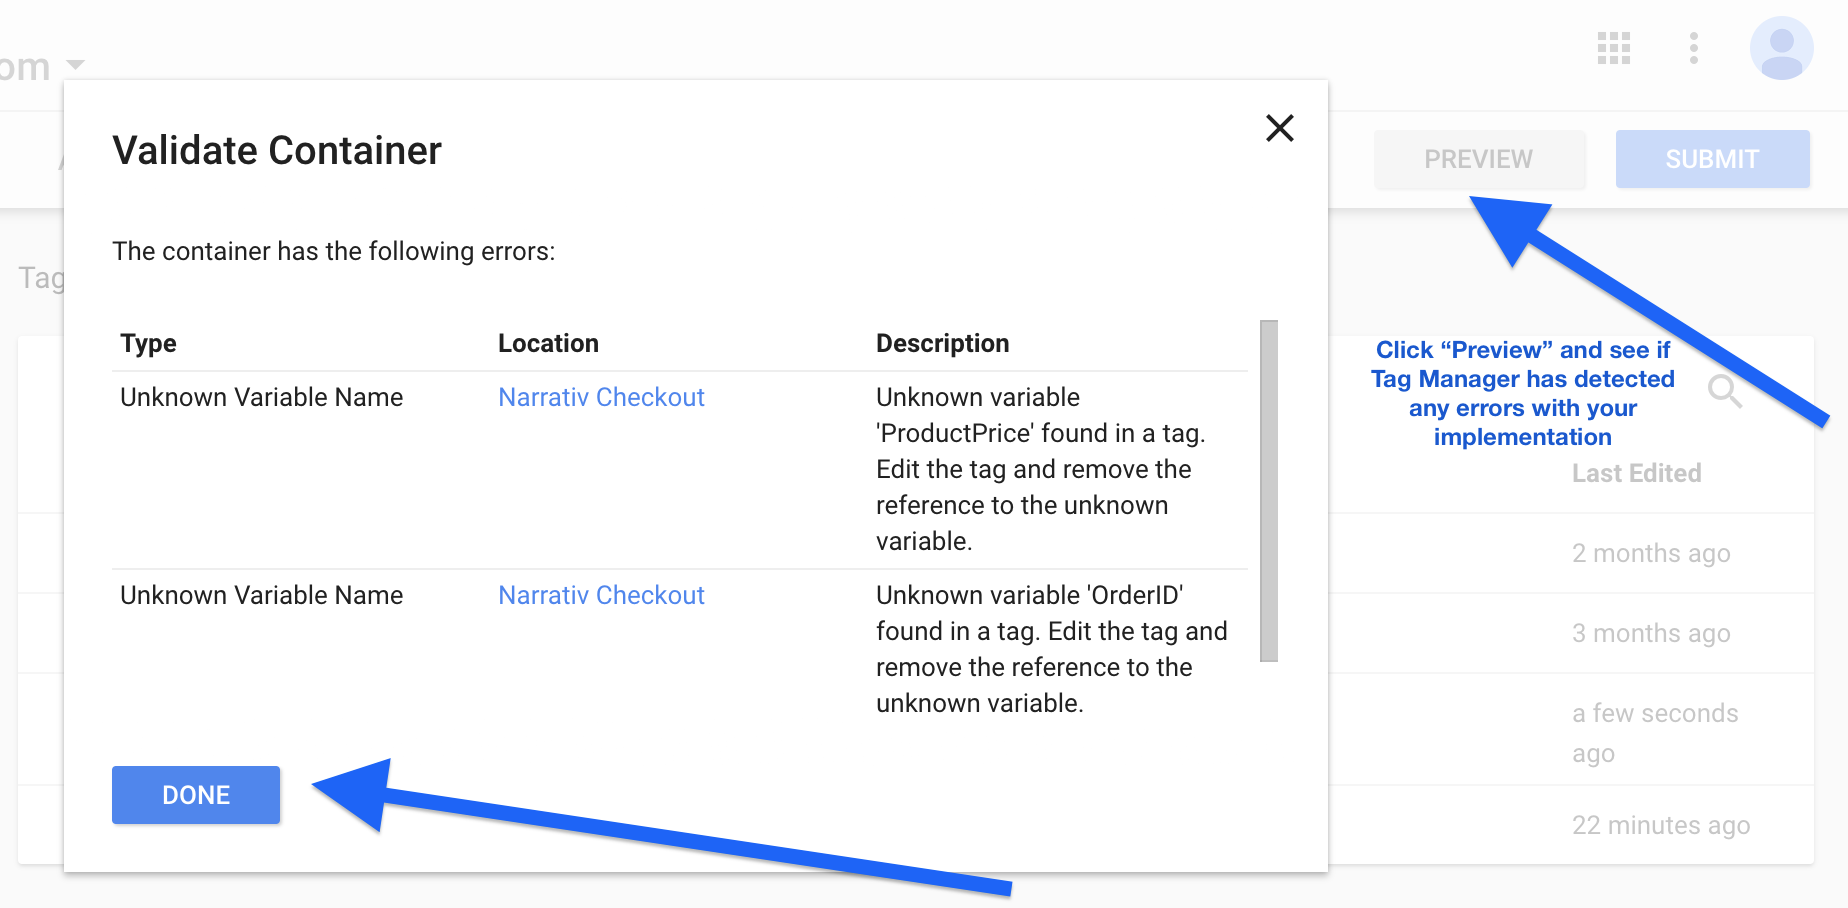 om
Validate Container
PREVIEW
SUBMIT
The container has the following errors:
Tag
Type Location Description
Unknown Variable Name Narrativ Checkout Unknown variable
'ProductPrice' found in a tag.
Edit the tag and remove the
reference to the unknown
variable.
Unknown Variable Name Narrativ Checkout Unknown variable 'OrderID'
found in a tag. Edit the tag and
remove the reference to the
unknown variable.
DONE
Click “Preview” and see if
Tag Manager has detected
any errors with your
implementation
Last Edited
2 months ago
3 months ago
a few seconds
ago
22 minutes ago